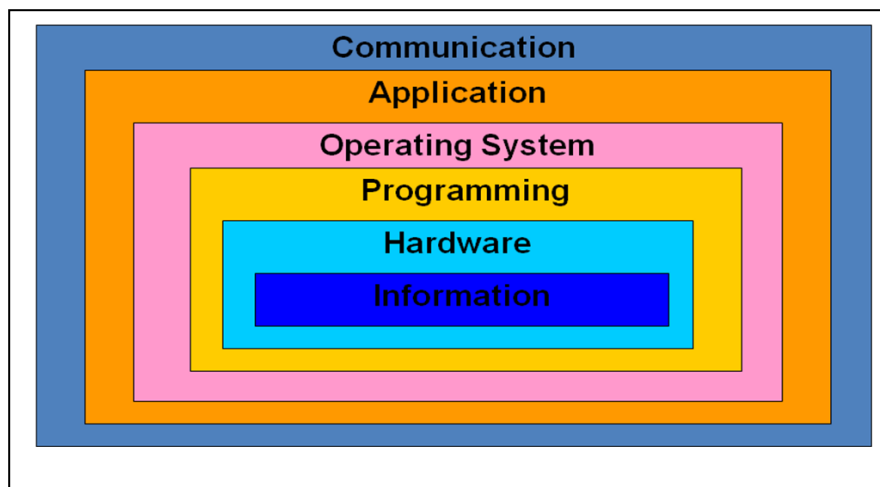 Communication
Application
Operating System
Programming
Hardware
Information